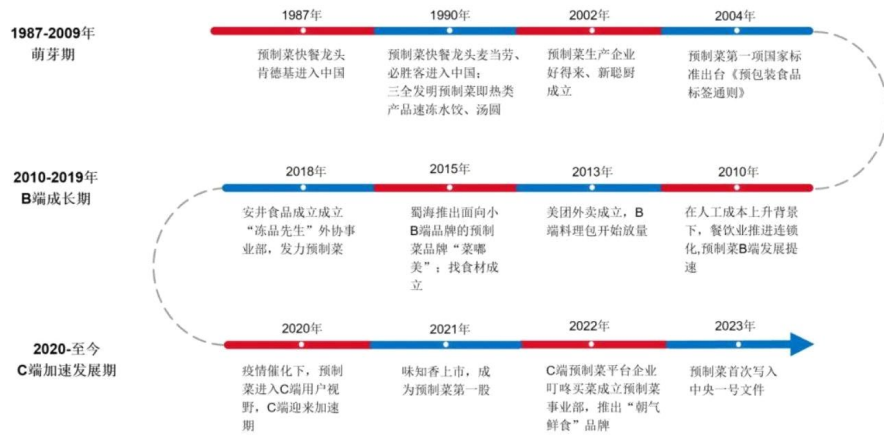 1987-2009年
萌芽期
1987年
预制菜快餐龙头
肯德基进入中国
1990年
预制菜快餐龙头麦当劳、
必胜客进入中国；
三全发明预制菜即热类
产品速冻水饺、汤圆
2002年
预制菜生产企业
好得来、新聪厨
成立
2004年
预制菜第一项国家标
准出台《预包装食品
标签通则》
2010-2019年
B端成长期
2018年
安井食品成立成立
“冻品先生”外协事
业部，发力预制菜
2015年
蜀海推出面向小
B端品牌的预制
菜品牌“菜嘟
美”；找食材成
立
2013年
美团外卖成立，B
端料理包开始放量
2010年
在人工成本上升背景
下，餐饮业推进连锁
化,预制菜B端发展提
速
2020-至今
C端加速发展期
2020年
疫情催化下，预制
菜进入C端用户视
野，C端迎来加速
期
2021年
味知香上市，成
为预制菜第一股
2022年
C端预制菜平台企业
叮咚买菜成立预制菜
事业部，推出“朝气
鲜食”品牌
2023年
预制菜首次写入
中央一号文件